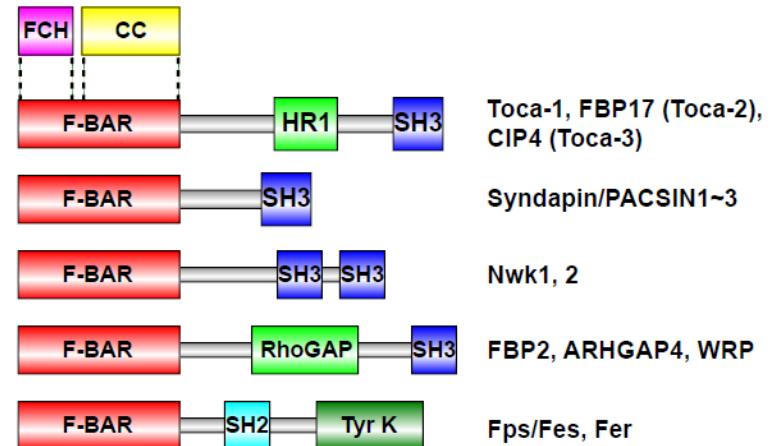 FCH CC
F-BAR HR1 SH3 Toca-1, FBP17 (Toca-2),
CIP4 (Toca-3)
F-BAR SH3 Syndapin/PACSIN1~3
F-BAR SH3 SH3 Nwk1, 2
F-BAR RhoGAP SH3 FBP2, ARHGAP4, WRP
F-BAR SH2 Tyr K Fps/Fes, Fer